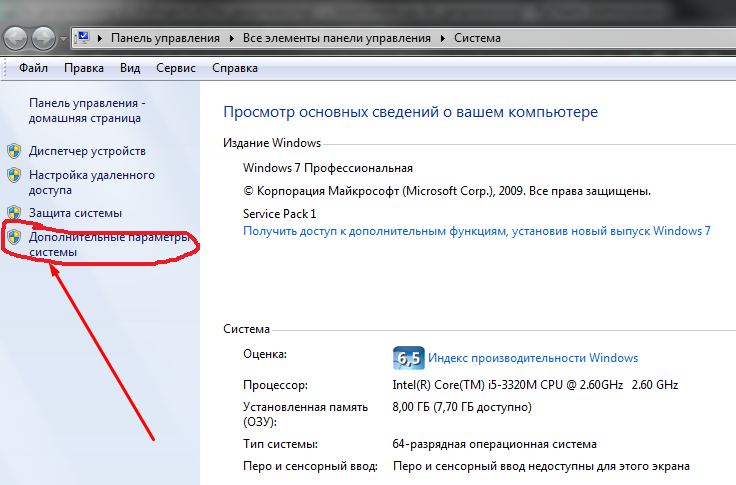 Панель управления Все элементы панели управления Система
Файл Правка Вид Сервис Справка
Панель управления -
домашняя страница
Диспетчер устройств
Настройка удаленного
доступа
Защита системы
Дополнительные параметры
системы
Просмотр основных сведений о вашем компьютере
Издание Windows
Windows 7 Профессиональная
© Корпорация Майкрософт (Microsoft Corp.), 2009. Все права защищены.
Service Pack 1
Получить доступ к дополнительным функциям, установив новый выпуск Windows 7
Система
Оценка: 6,5 Индекс производительности Windows
Процессор: Intel(R) Core(TM) i5-3320M CPU @ 2.60GHz 2.60 GHz
Установленная память 8,00 ГБ (7,70 ГБ доступно)
(ОЗУ):
Тип системы: 64-разрядная операционная система
Перо и сенсорный ввод: Перо и сенсорный ввод недоступны для этого экрана